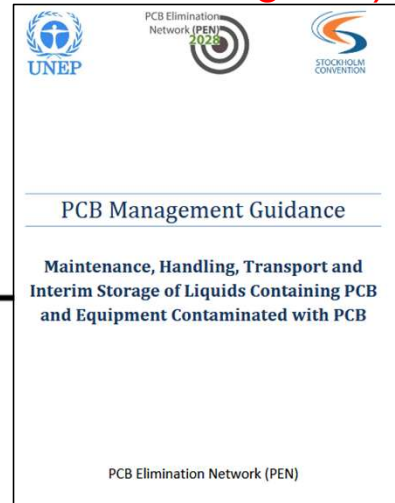 UNEP
PCB Elimination
Network (PEN)
2028
STOCKHOLM
CONVENTION
PCB Management Guidance
Maintenance, Handling, Transport and
Interim Storage of Liquids Containing PCB
and Equipment Contaminated with PCB
PCB Elimination Network (PEN)